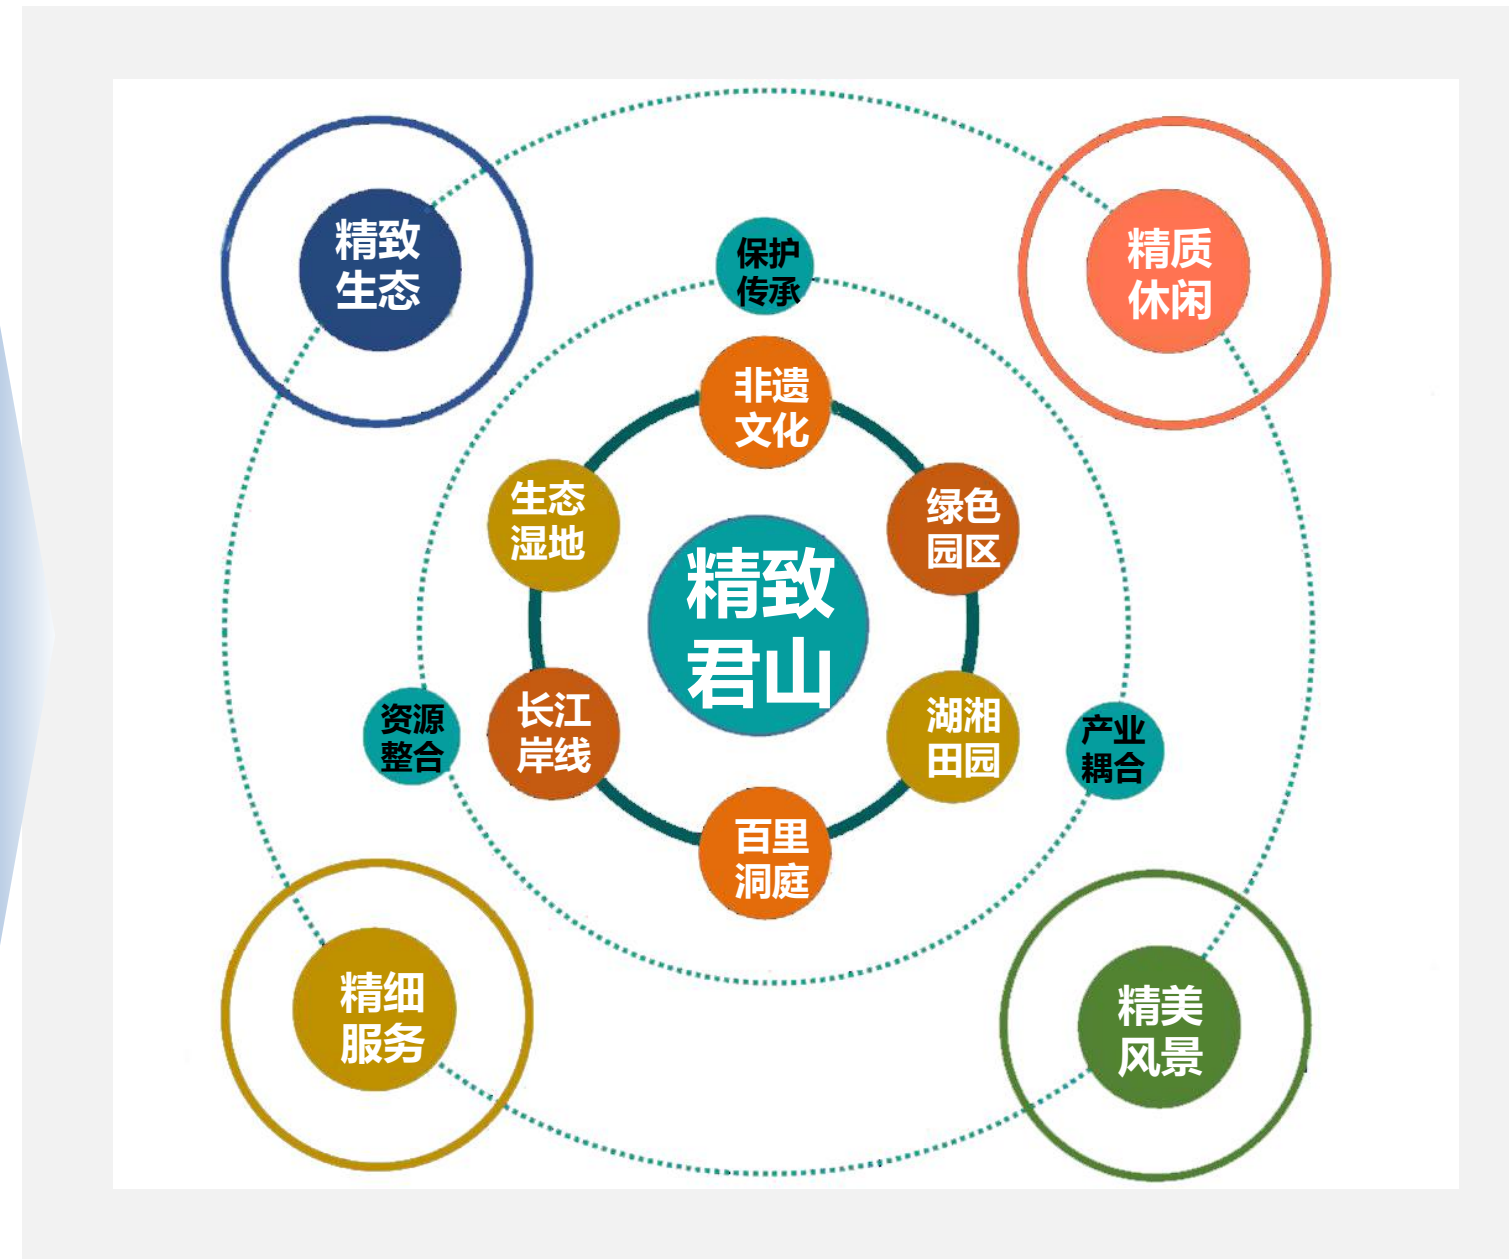 精致
生态
精质
休闲
保护
传承
非遗
文化
生态
湿地
绿色
园区
精致
君山
长江
岸线
湖湘
田园
资源
整合
产业
耦合
百里
洞庭
精细
服务
精美
风景